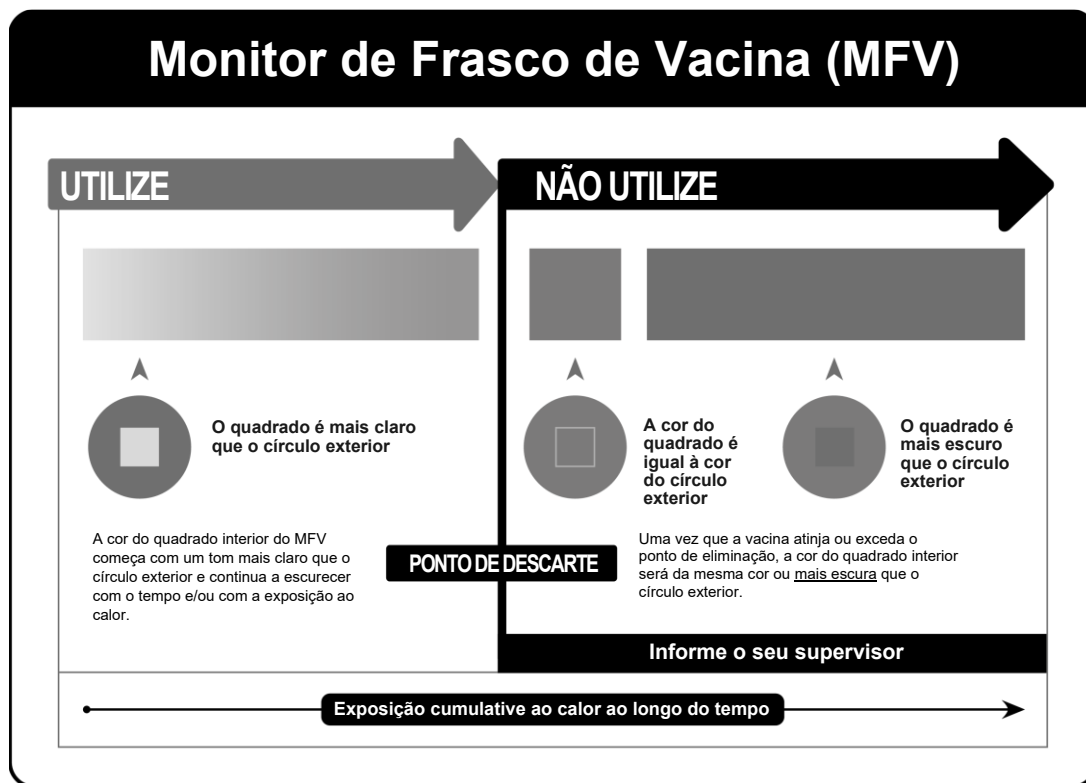 Monitor de Frasco de Vacina (MFV)
UTILIZE
NÃO UTILIZE
O quadrado é mais claro
que o círculo exterior
A cor do
quadrado é
igual à cor
do círculo
exterior
O quadrado é
mais escuro
que o círculo
exterior
A cor do quadrado interior do MFV
começa com um tom mais claro que o
círculo exterior e continua a escurecer
com o tempo e/ou com a exposição ao
calor.
PONTO DE DESCARTE
Uma vez que a vacina atinja ou exceda o
ponto de eliminação, a cor do quadrado interior
será da mesma cor ou mais escura que o
círculo exterior.
Informe o seu supervisor
Exposição cumulative ao calor ao longo do tempo